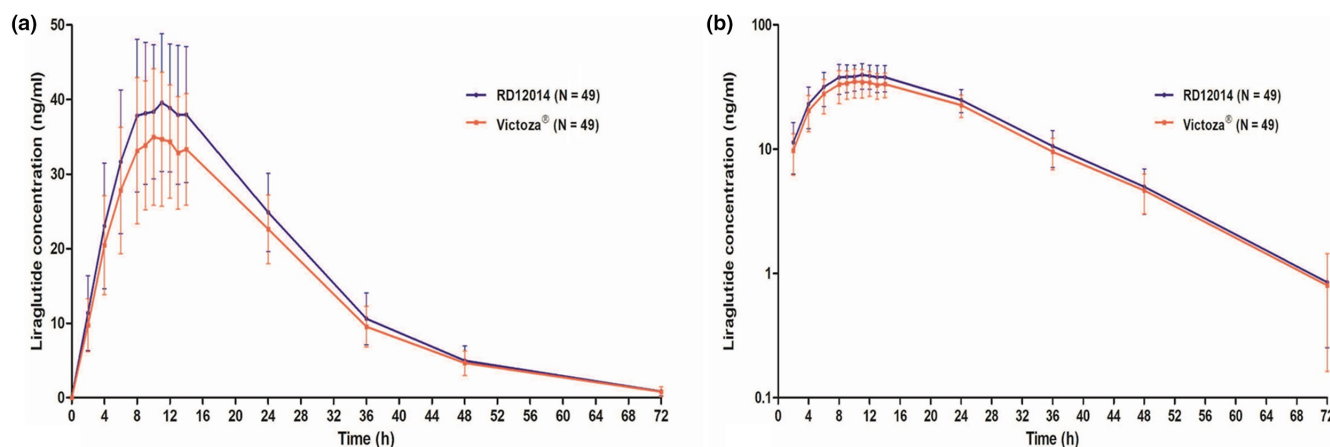 (a)
Liraglutide concentration (ng/ml)
50
40
30
20
10
0
RD12014 (N = 49)
Victoza® (N = 49)
0 4 8 12 16 20 24 28 32 36 40 44 48 52 56 60 64 68 72
Time (h)
(b)
Liraglutide concentration (ng/ml)
100
10
1
0.1
RD12014 (N = 49)
Victoza® (N = 49)
0 4 8 12 16 20 24 28 32 36 40 44 48 52 56 60 64 68 72
Time (h)